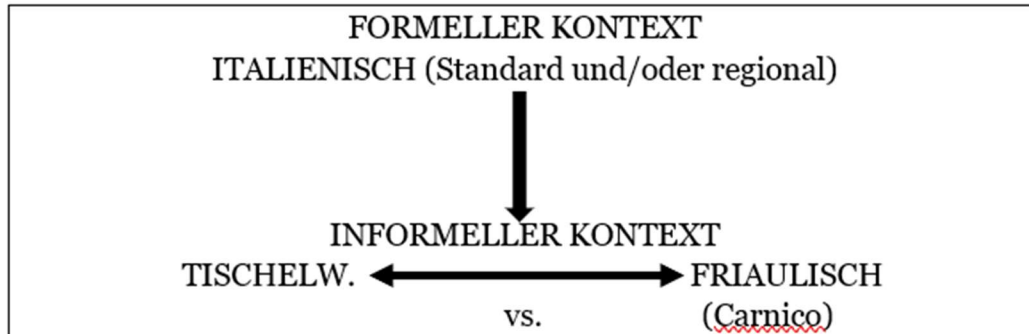 FORMELLER KONTEXT
ITALIENISCH (Standard und/oder regional)
INFORMELLER KONTEXT
TISCHELW. FRIAULISCH
vs. (Carnico)